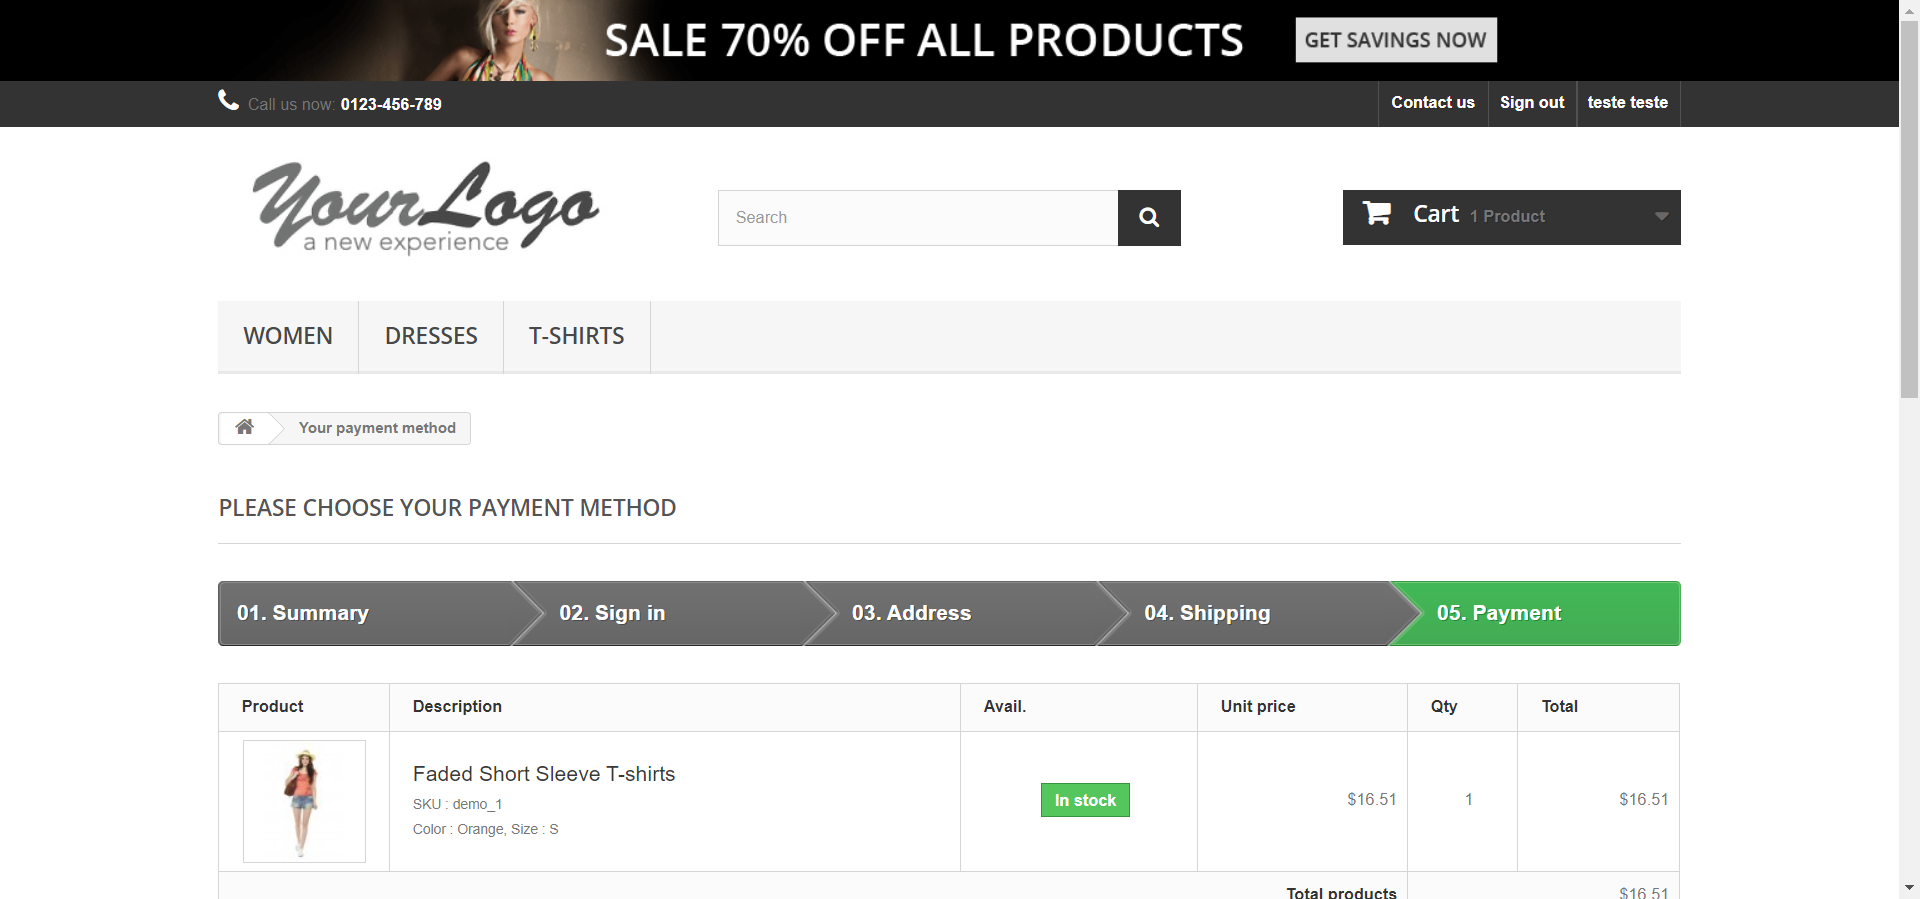 SALE 70% OFF ALL PRODUCTS GET SAVINGS NOW
Call us now: 0123-456-789 Contact us Sign out teste teste
YourLogo
a new experience
Search
Cart 1 Product
WOMEN DRESSES T-SHIRTS
Your payment method
PLEASE CHOOSE YOUR PAYMENT METHOD
01. Summary 02. Sign in 03. Address 04. Shipping 05. Payment
Product Description Avail. Unit price Qty Total
Faded Short Sleeve T-shirts
SKU : demo_1
Color : Orange, Size : S
In stock $16.51 1 $16.51
Total products $16.51